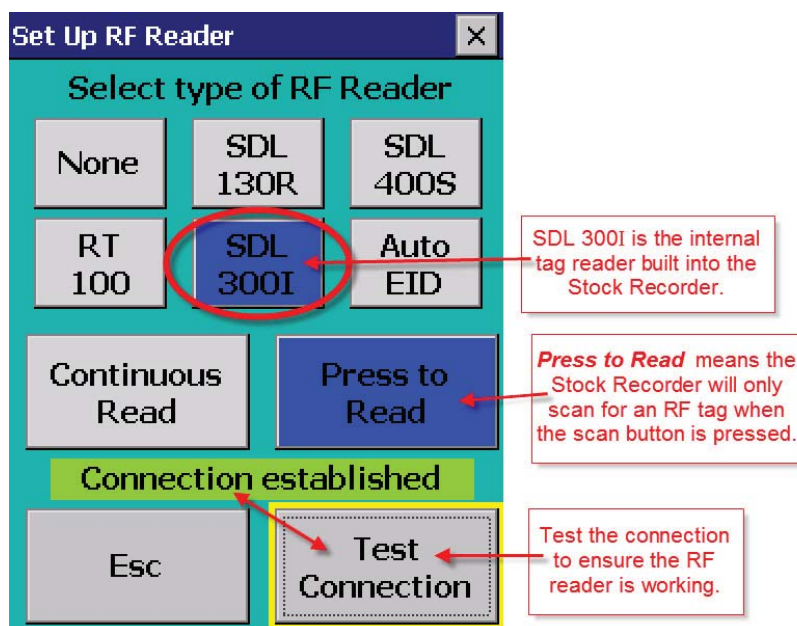 Set Up RF Reader
Select type of RF Reader
None
SDL
130R
SDL
400S
RT
100
SDL
300I
Auto
EID
SDL 300I is the internal
tag reader built into the
Stock Recorder.
Continuous
Read
Press to
Read
Press to Read means the
Stock Recorder will only
scan for an RF tag when
the scan button is pressed.
Connection established
Esc
Test
Connection
Test the connection
to ensure the RF
reader is working.